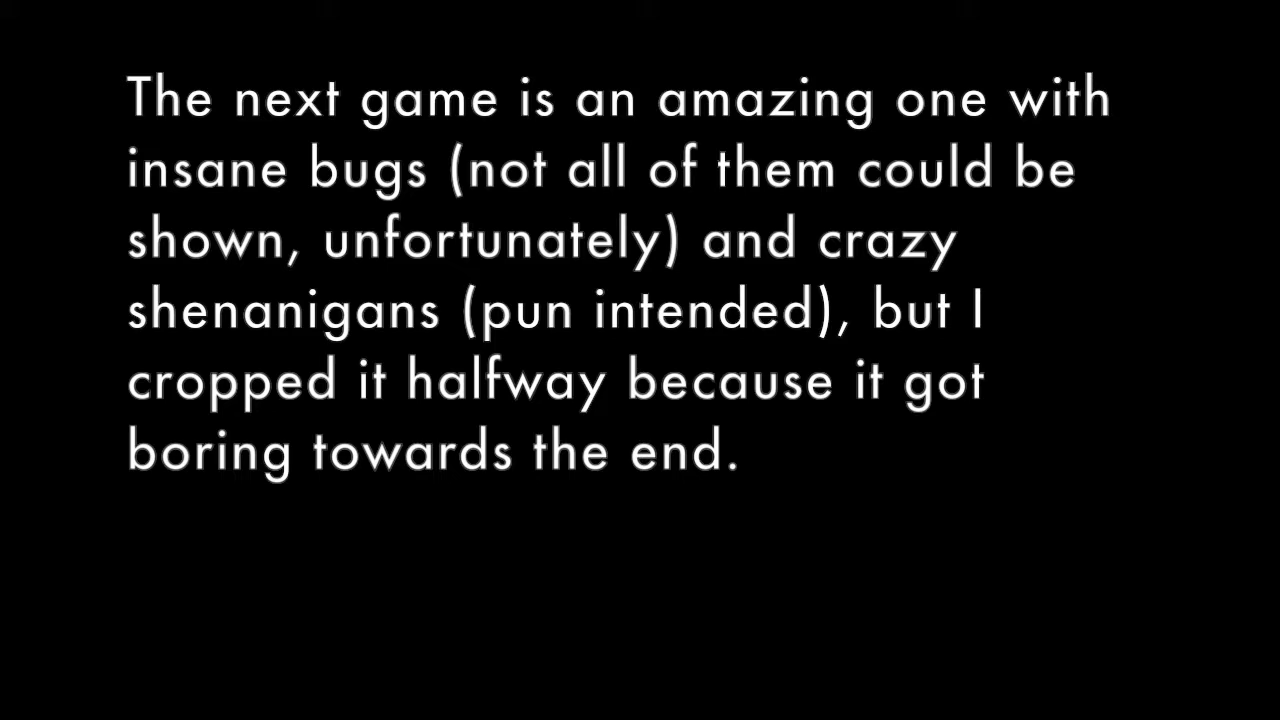 The next game is an amazing one with
insane bugs (not all of them could be
shown, unfortunately) and crazy
shenanigans (pun intended), but I
cropped it halfway because it got
boring towards the end.